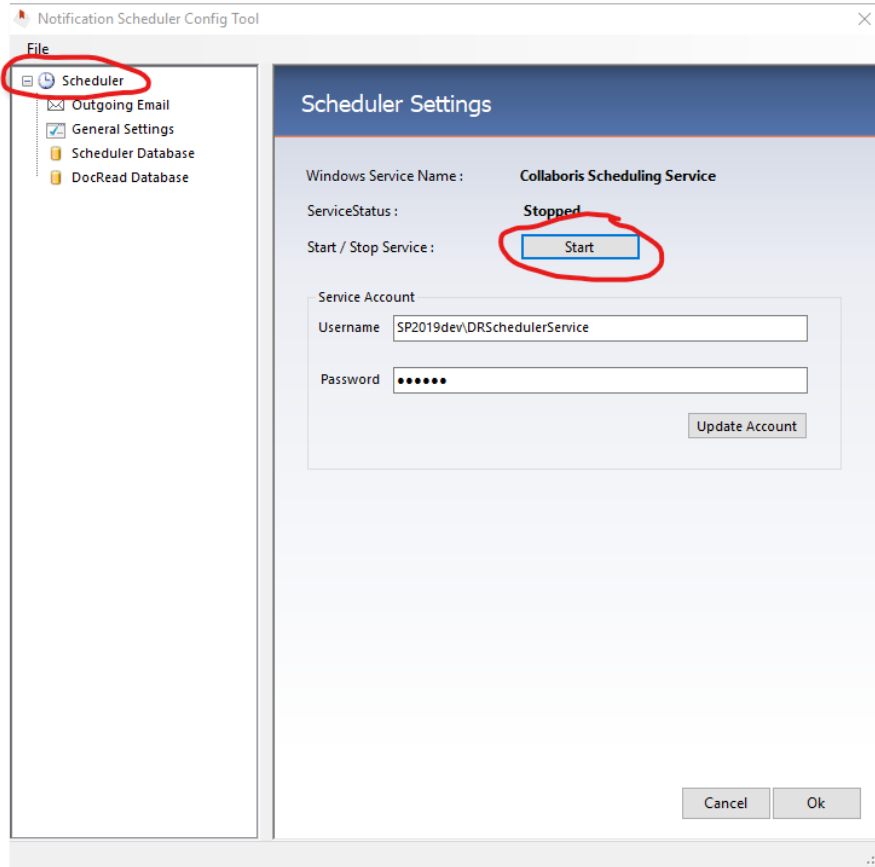 Notification Scheduler Config Tool
File
Scheduler
Outgoing Email
General Settings
Scheduler Database
DocRead Database
Scheduler Settings
Windows Service Name : Collaboris Scheduling Service
ServiceStatus : Stopped
Start / Stop Service : Start
Service Account
Username SP2019dev\DRSchedulerService
Password ••••••
Update Account
Cancel Ok